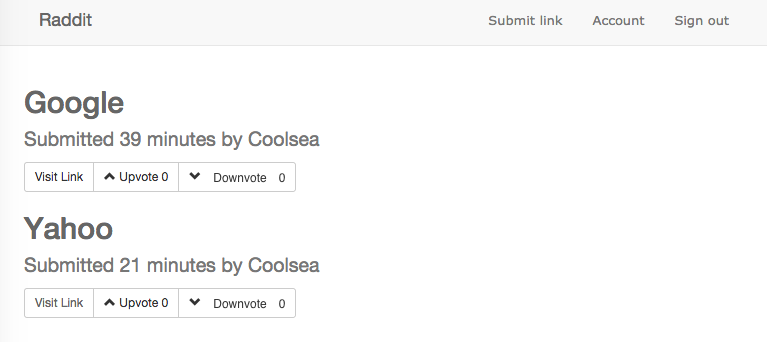 Raddit Submit link Account Sign out
Google
Submitted 39 minutes by Coolsea
Visit Link Upvote 0 Downvote 0
Yahoo
Submitted 21 minutes by Coolsea
Visit Link Upvote 0 Downvote 0